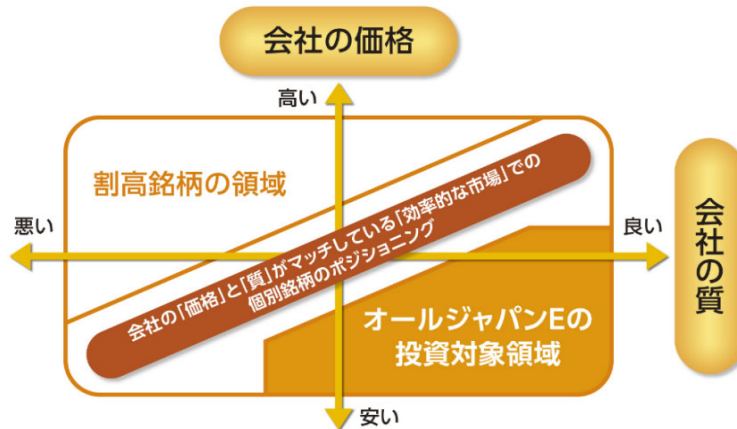 会社の価格
高い
割高銘柄の領域
会社の「価格」と「質」がマッチしている「効率的な市場」での
個別銘柄のポジショニング
悪い
良い
会社の質
オールジャパンEの
投資対象領域
安い